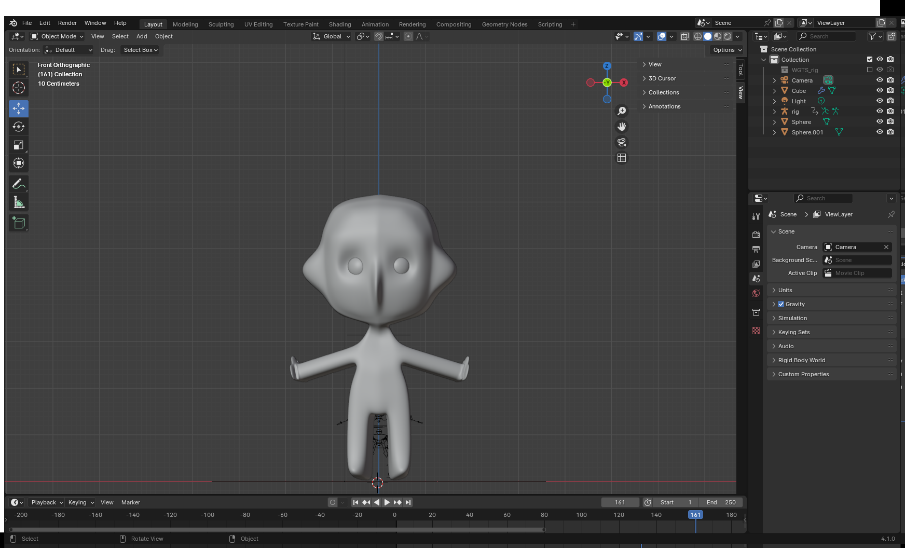 File Edit Render Window Help Layout Modeling Sculpting UV Editing Texture Paint Shading Animation Rendering Compositing Geometry Nodes Scripting + Scene ViewLayer
Object Mode View Select Add Object Global Search
Orientation: Default Drag: Select Box Options
Front Orthographic
(161) Collection
10 Centimeters
Z
View
3D Cursor
Collections
Annotations
Tool
View
Scene Collection
Collection
WGTS_rig
Camera
Cube
Light
rig
Sphere
Sphere.001
Search
Scene ViewLayer
Scene
Camera Camera
Background Sc... Scene
Active Clip Movie Clip
Units
Gravity
Simulation
Keying Sets
Audio
Rigid Body World
Custom Properties
Playback Keying View Marker 161 Start 1 End 250
-180 -160 -140 -120 -100 -80 -60 -40 -20 0 20 40 60 80 100 120 140 161 180
Select Rotate View Object 4.1.0